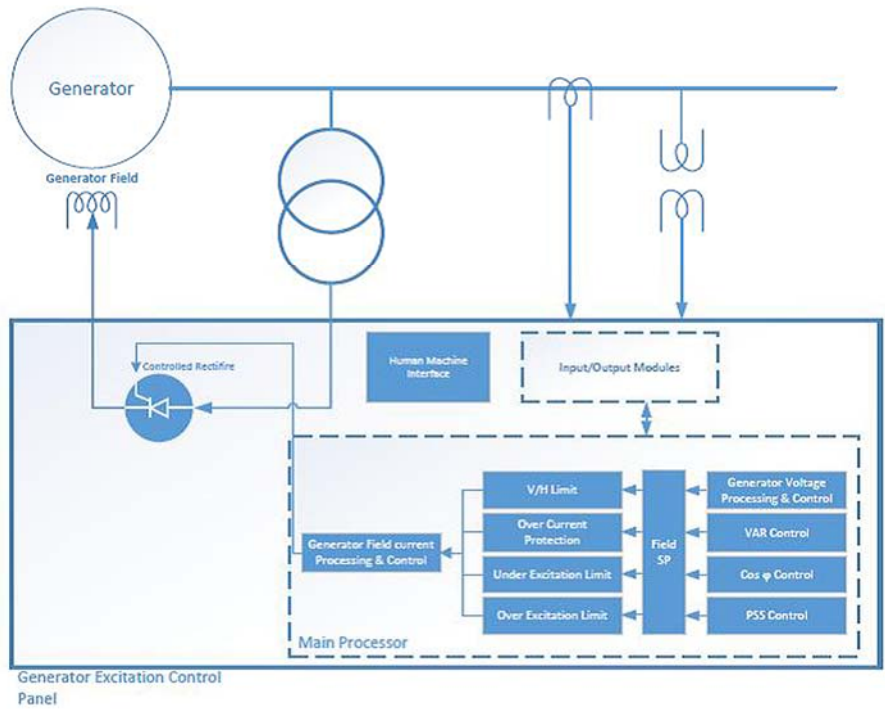 Generator
Generator Field
Controlled Rectifire
Human Machine
Interface
Input/Output Modules
V/H Limit
Generator Voltage
Processing & Control
Over Current
Protection
VAR Control
Generator Field current
Processing & Control
Field
SP
Under Excitation Limit
Cos φ Control
Over Excitation Limit
PSS Control
Main Processor
Generator Excitation Control
Panel